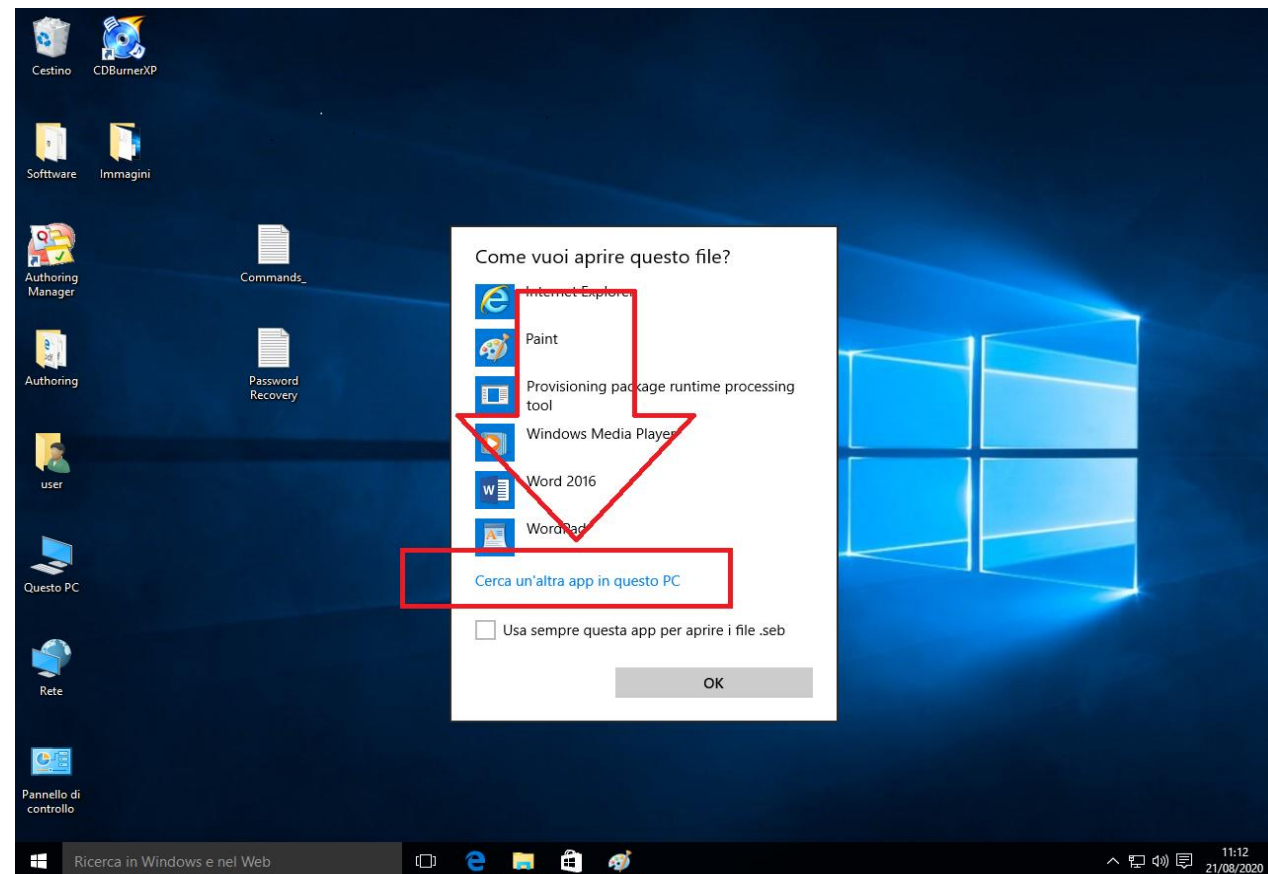 Cestino
CDBurnerXP
Softtware
Immagini
Authoring
Manager
Commands_
Authoring
Password
Recovery
user
Questo PC
Rete
Pannello di
controllo
Come vuoi aprire questo file?
Internet Explorer
Paint
Provisioning package runtime processing
tool
Windows Media Player
Word 2016
WordPad
Cerca un'altra app in questo PC
Usa sempre questa app per aprire i file .seb
OK
Ricerca in Windows e nel Web
11:12
21/08/2020